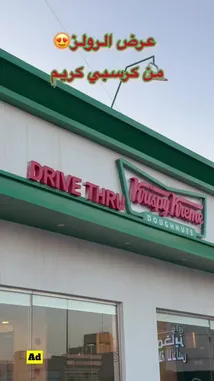 عرض الرولز😍
من كرسبي كريم
DRIVE THRU
Krispy Kreme
DOUGHNUTS
Ad